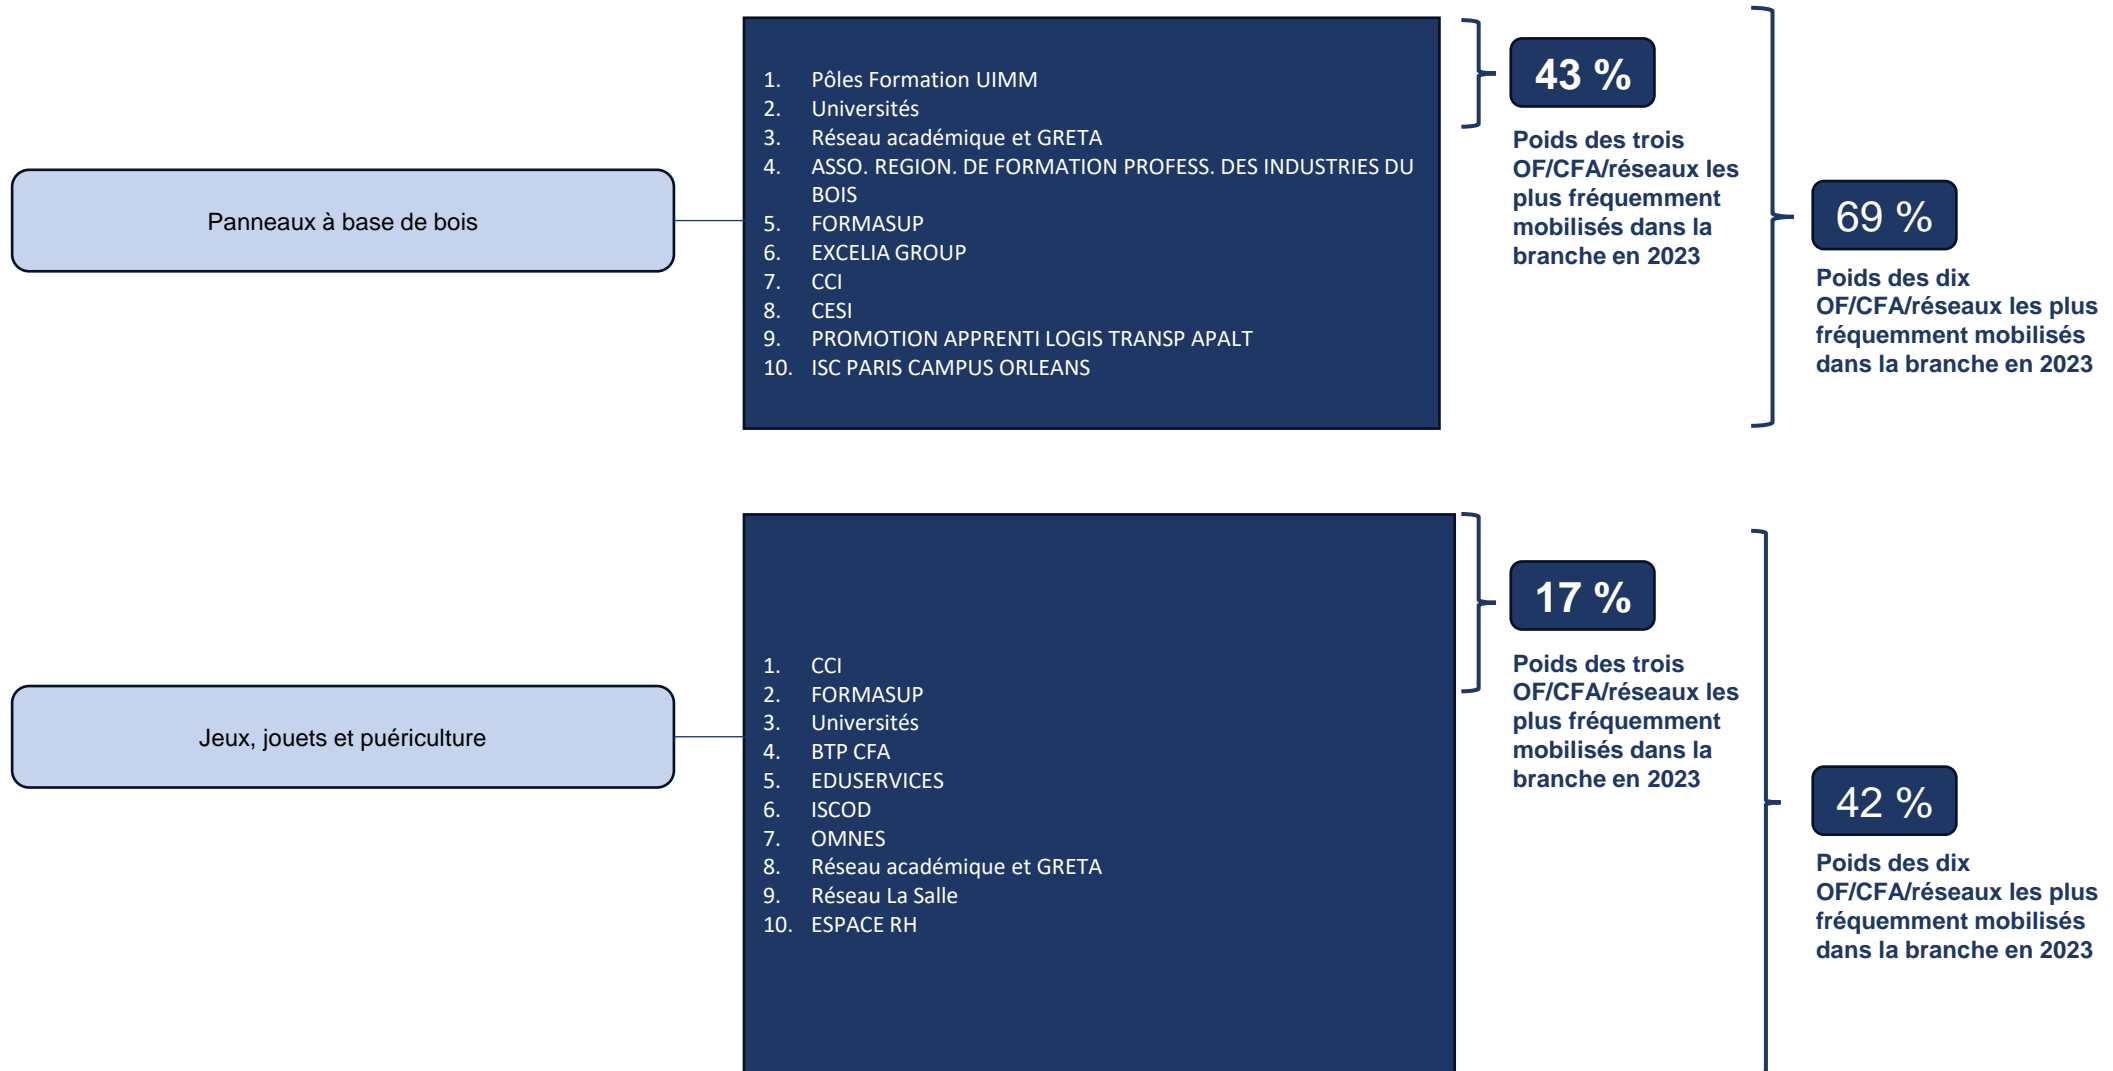 Panneaux à base de bois
1. Pôles Formation UIMM
2. Universités
3. Réseau académique et GRETA
4. ASSO. REGION. DE FORMATION PROFESS. DES INDUSTRIES DU
BOIS
5. FORMASUP
6. EXCELIA GROUP
7. CCI
8. CESI
9. PROMOTION APPRENTI LOGIS TRANSP APALT
10. ISC PARIS CAMPUS ORLEANS
43 %
Poids des trois
OF/CFA/réseaux les
plus fréquemment
mobilisés dans la
branche en 2023
69 %
Poids des dix
OF/CFA/réseaux les plus
fréquemment mobilisés
dans la branche en 2023
Jeux, jouets et puériculture
1. CCI
2. FORMASUP
3. Universités
4. BTP CFA
5. EDUSERVICES
6. ISCOD
7. OMNES
8. Réseau académique et GRETA
9. Réseau La Salle
10. ESPACE RH
17 %
Poids des trois
OF/CFA/réseaux les
plus fréquemment
mobilisés dans la
branche en 2023
42 %
Poids des dix
OF/CFA/réseaux les plus
fréquemment mobilisés
dans la branche en 2023